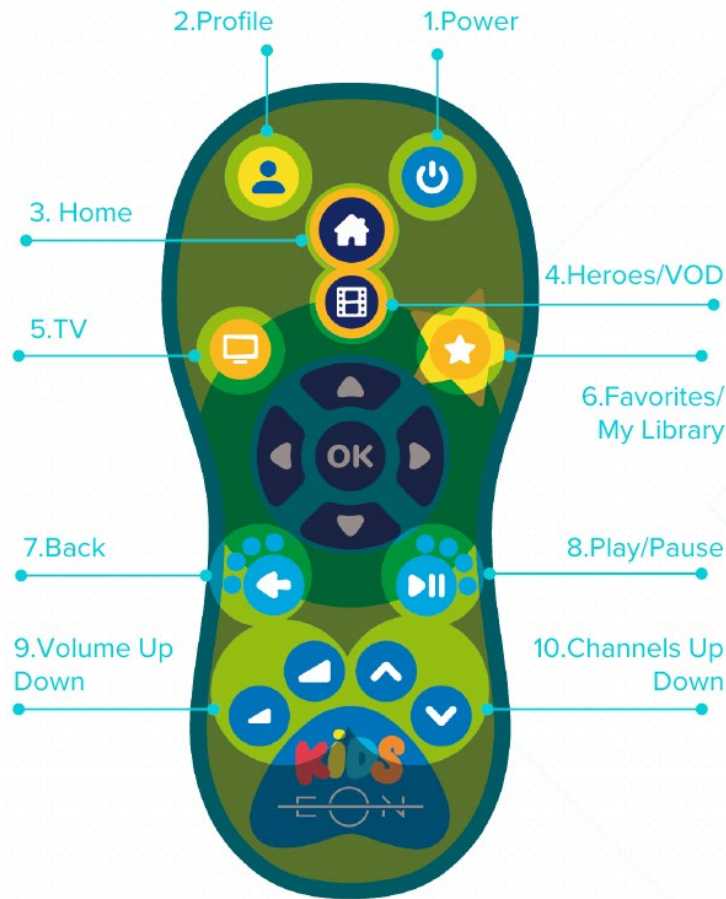 2.Profile
1.Power
3. Home
4.Heroes/VOD
5.TV
6.Favorites/
My Library
OK
7.Back
8.Play/Pause
9.Volume Up
Down
10.Channels Up
Down
KiDS
EON